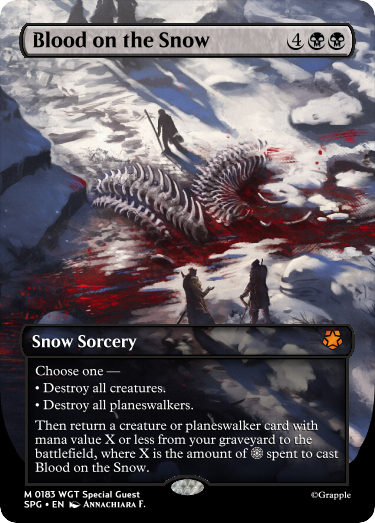 Blood on the Snow 4
Snow Sorcery
Choose one —
• Destroy all creatures.
• Destroy all planeswalkers.
Then return a creature or planeswalker card with
mana value X or less from your graveyard to the
battlefield, where X is the amount of spent to cast
Blood on the Snow.
M 0183 WGT Special Guest
SPG • EN Annachiara F.
©Grapple